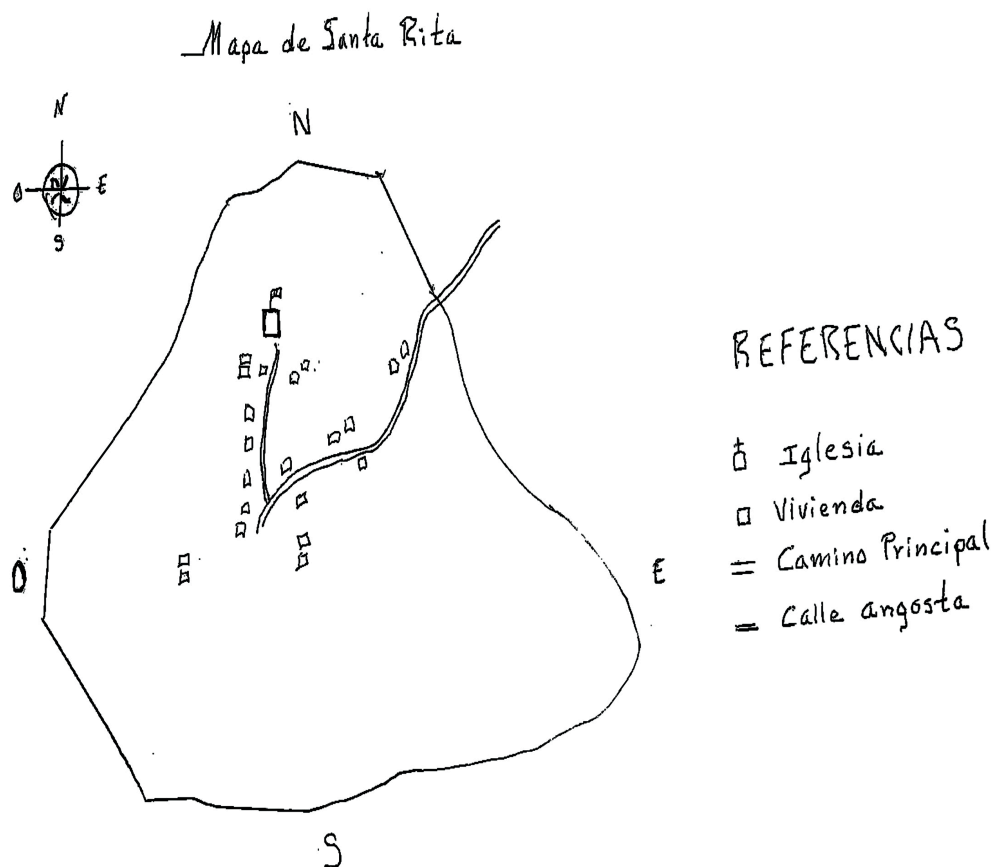 Mapa de Santa Rita
N
O E
S
N
O
E
S
REFERENCIAS
Iglesia
Vivienda
Camino Principal
Calle angosta